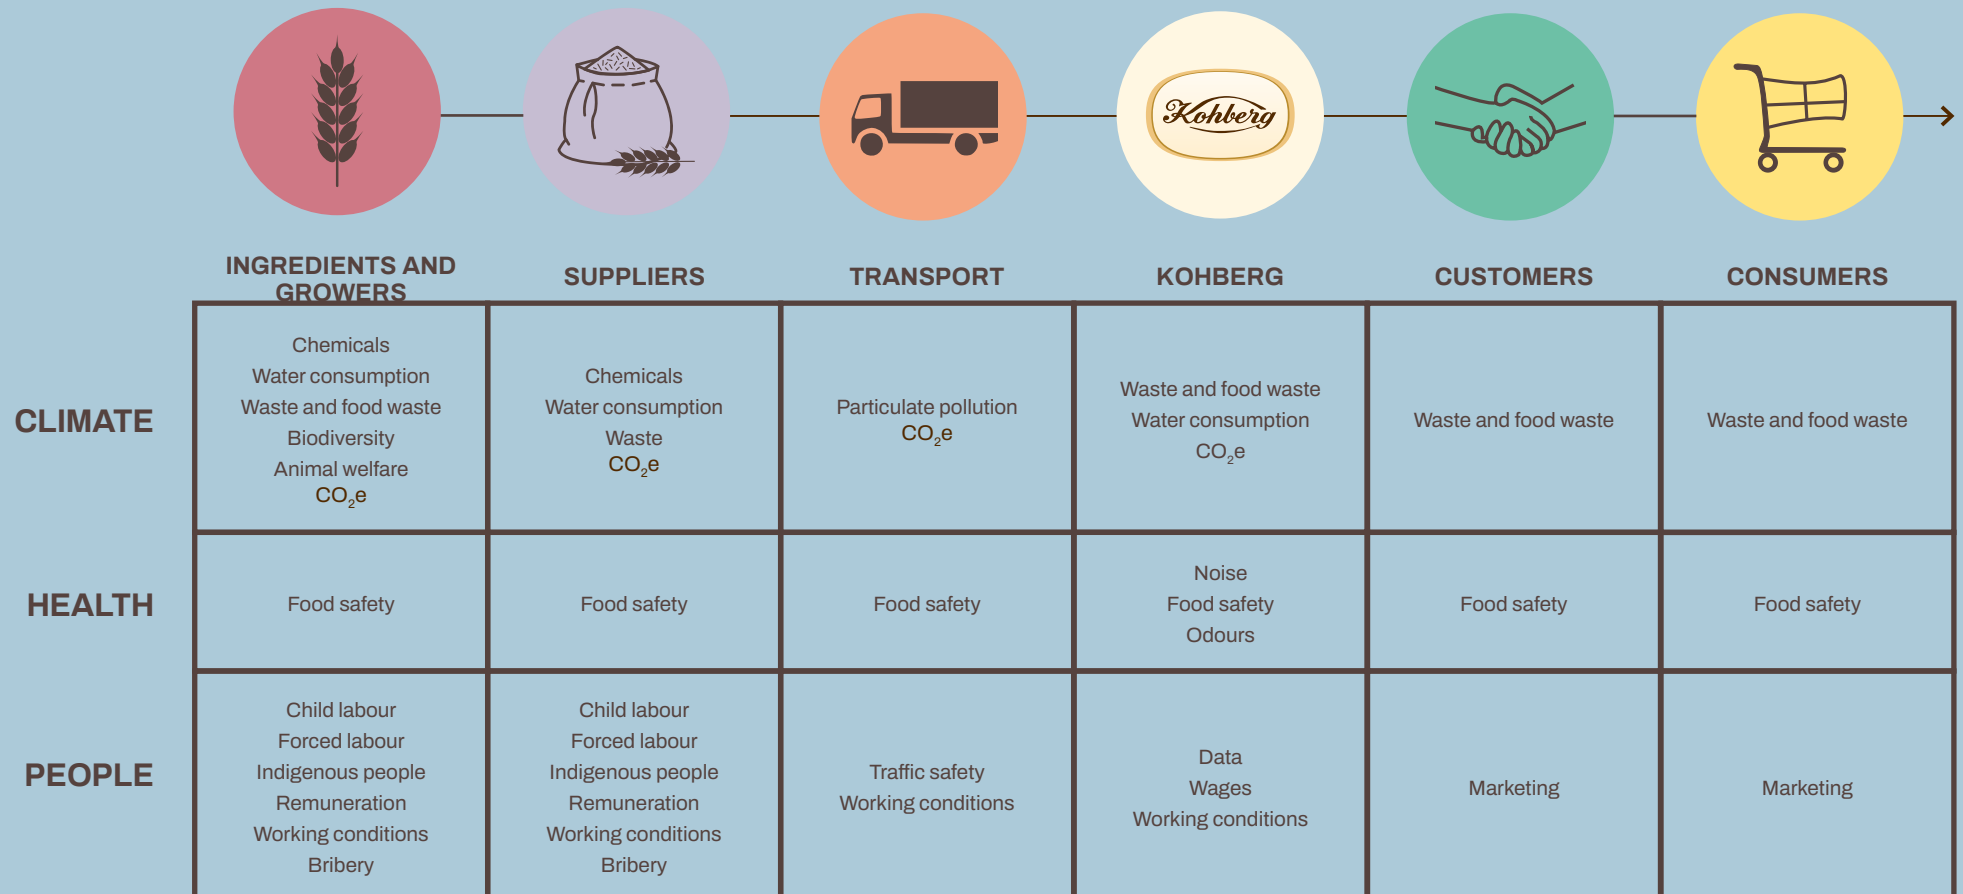 Kohberg
INGREDIENTS AND
GROWERS
SUPPLIERS
TRANSPORT
KOHBERG
CUSTOMERS
CONSUMERS
CLIMATE
Chemicals
Water consumption
Waste and food waste
Biodiversity
Animal welfare
CO₂e
Chemicals
Water consumption
Waste
CO₂e
Particulate pollution
CO₂e
Waste and food waste
Water consumption
CO₂e
Waste and food waste
Waste and food waste
HEALTH
Food safety
Food safety
Food safety
Noise
Food safety
Odours
Food safety
Food safety
PEOPLE
Child labour
Forced labour
Indigenous people
Remuneration
Working conditions
Bribery
Child labour
Forced labour
Indigenous people
Remuneration
Working conditions
Bribery
Traffic safety
Working conditions
Data
Wages
Working conditions
Marketing
Marketing